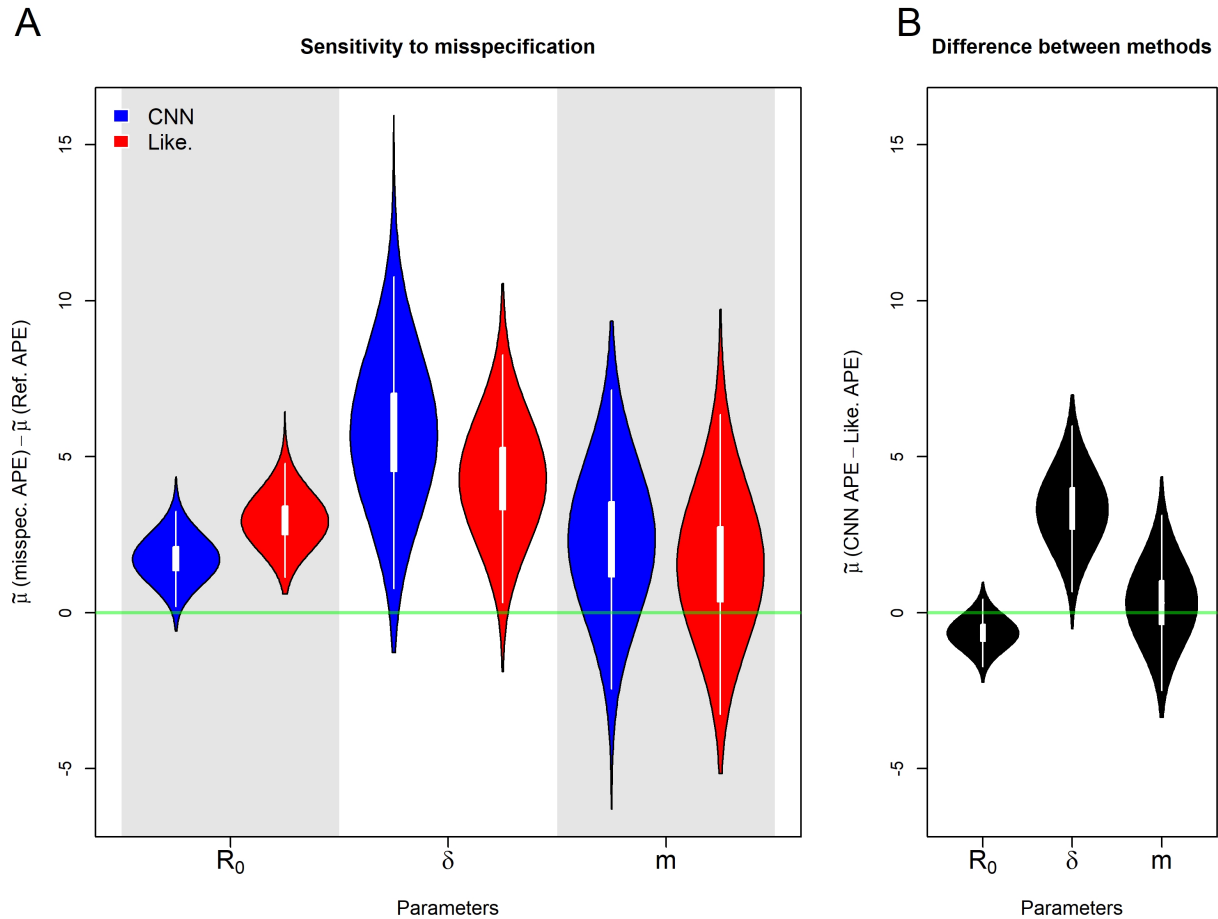 A
Sensitivity to misspecification
CNN
Like.
15
10
5
0
-5
μ̃ (misspec. APE) − μ̃ (Ref. APE)
R₀
δ
m
Parameters
B
Difference between methods
15
10
5
0
-5
μ̃ (CNN APE − Like. APE)
R₀
δ
m
Parameters